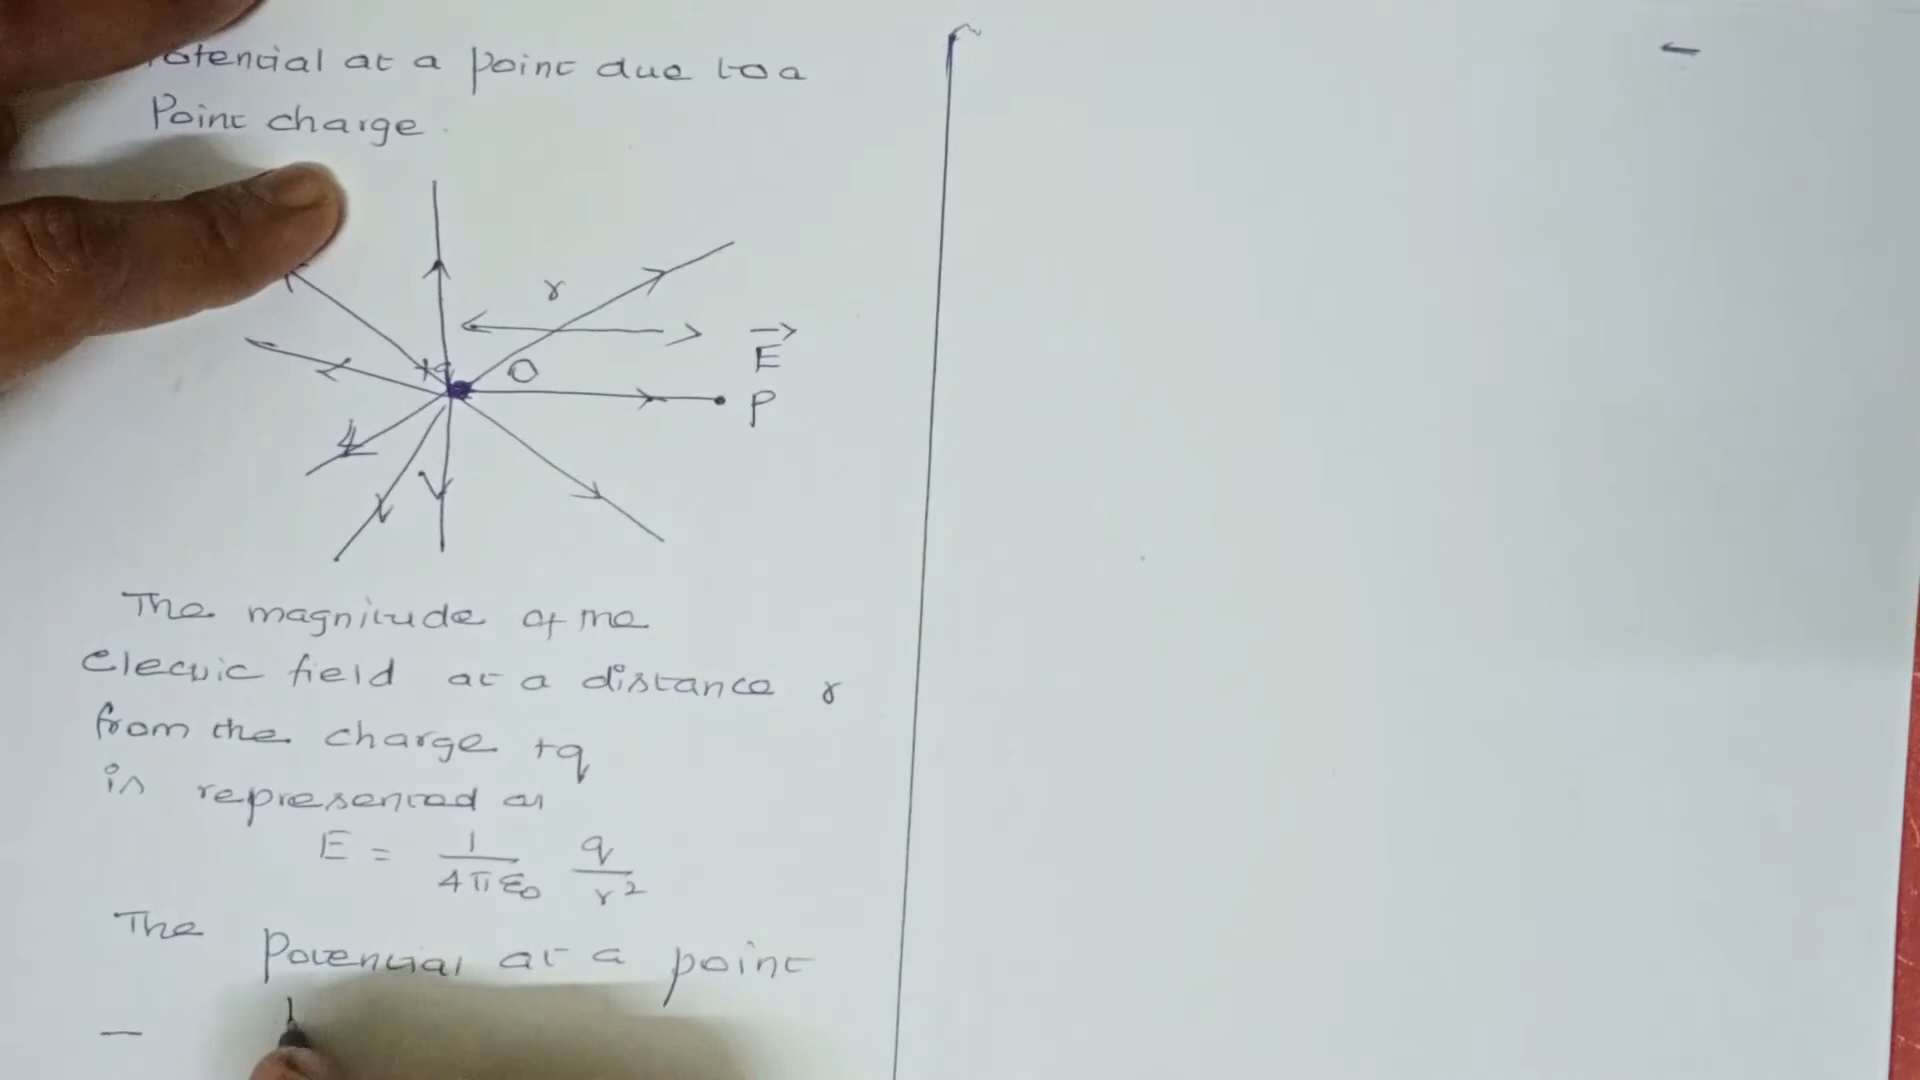 otential at a point due to a
Point charge.
r
E
+q O
P
The magnitude of the
electric field at a distance r
from the charge +q
is represented as
E = 1/4πε0 q/r²
The Potential at a point